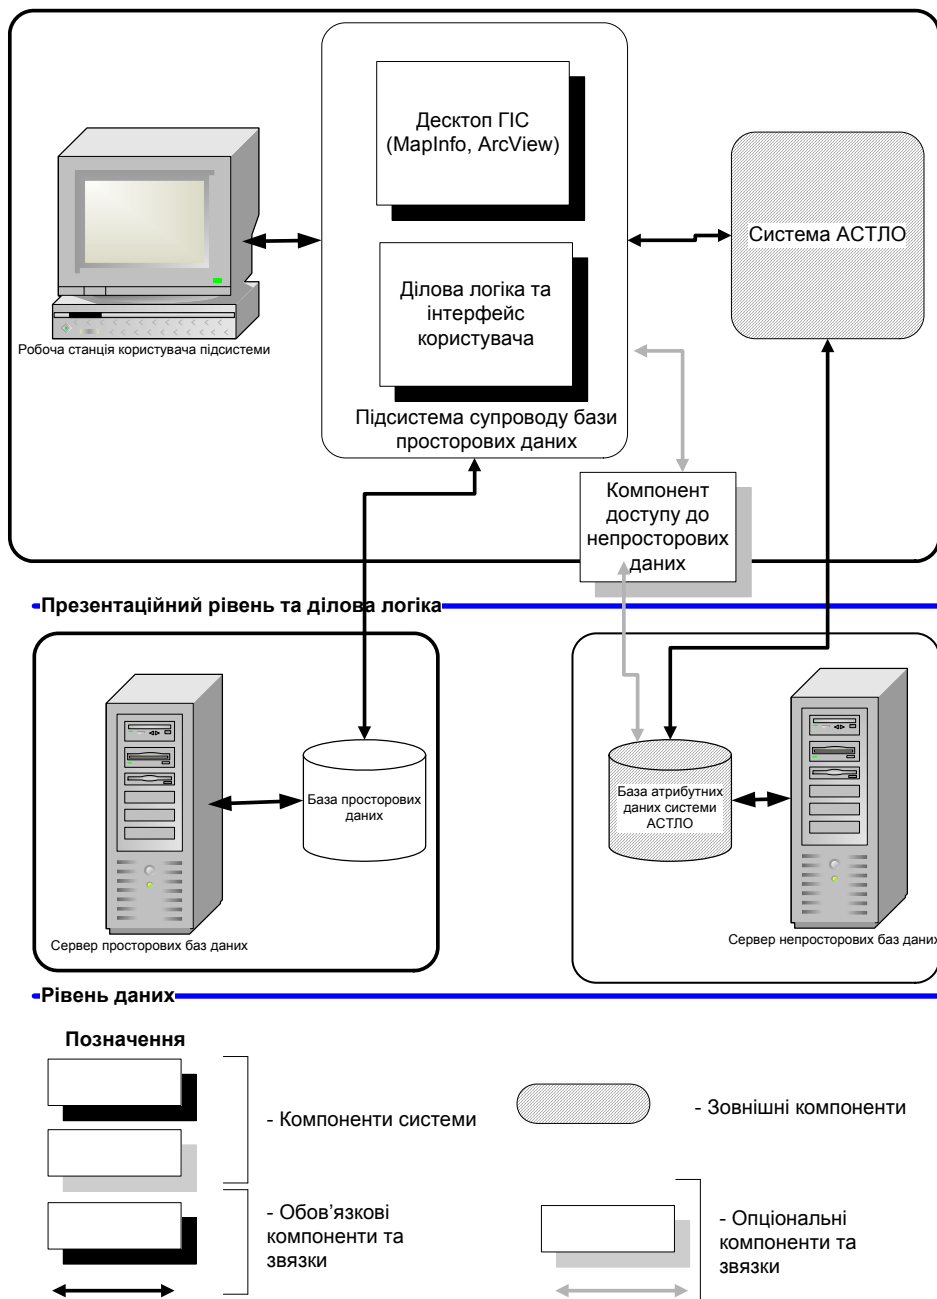 Десктоп ГІС
(MapInfo, ArcView)
Система АСТЛО
Ділова логіка та
інтерфейс
користувача
Робоча станція користувача підсистеми
Підсистема супроводу бази
просторових даних
Компонент
доступу до
непросторових
даних
Презентаційний рівень та ділова логіка
База просторових
даних
База атрибутних
даних системи
АСТЛО
Сервер просторових баз даних
Сервер непросторових баз даних
Рівень даних
Позначення
- Компоненти системи
- Зовнішні компоненти
- Обов’язкові
компоненти та
звязки
- Опціональні
компоненти та
звязки